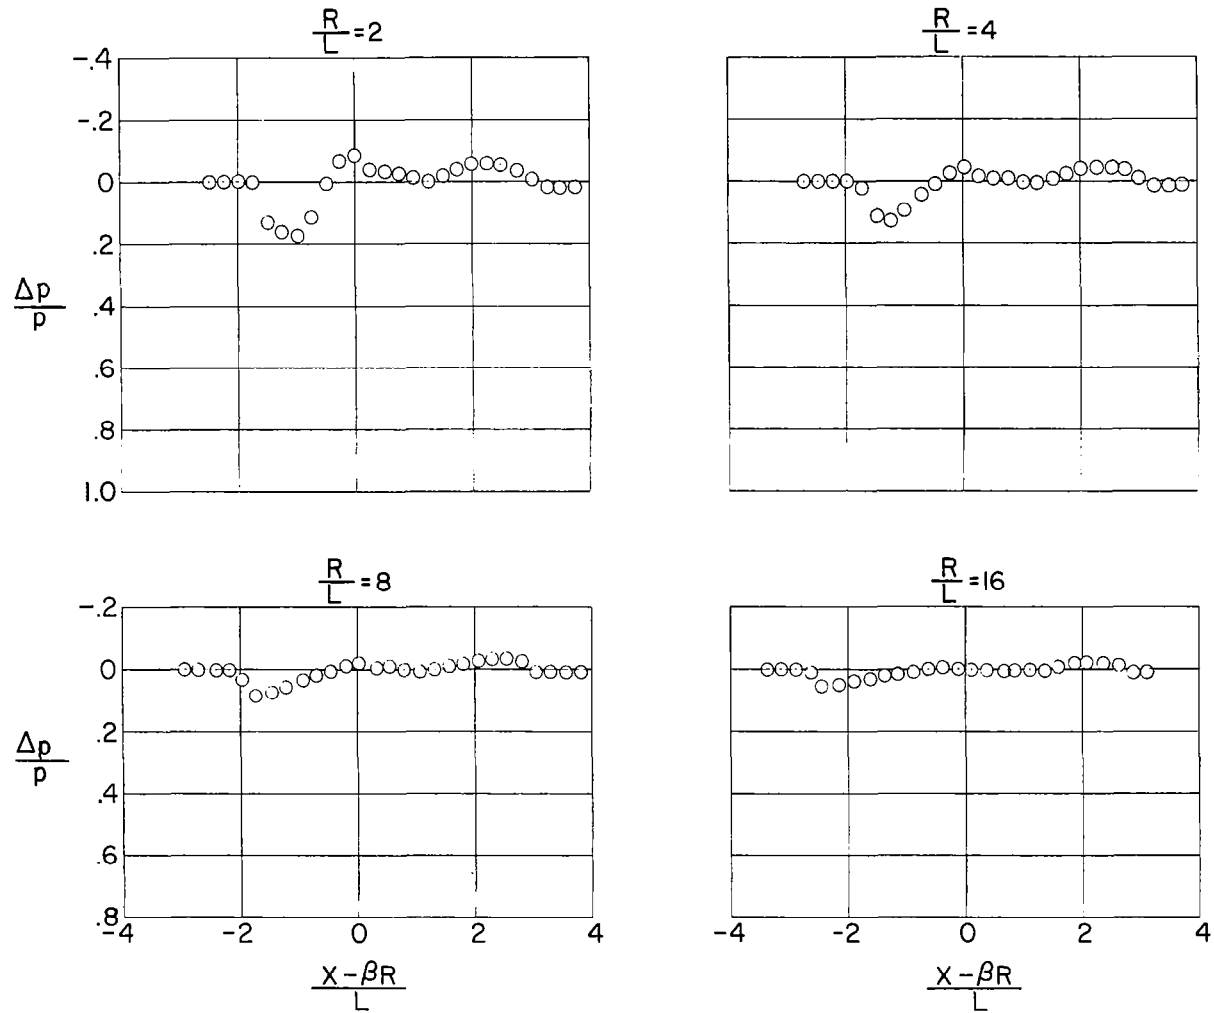 R/L = 2
R/L = 4
-.4
-.2
0
.2
.4
.6
.8
1.0
Δp/p
R/L = 8
R/L = 16
-.2
0
.2
.4
.6
.8
Δp/p
-4 -2 0 2 4
-4 -2 0 2 4
X - βR/L
X - βR/L